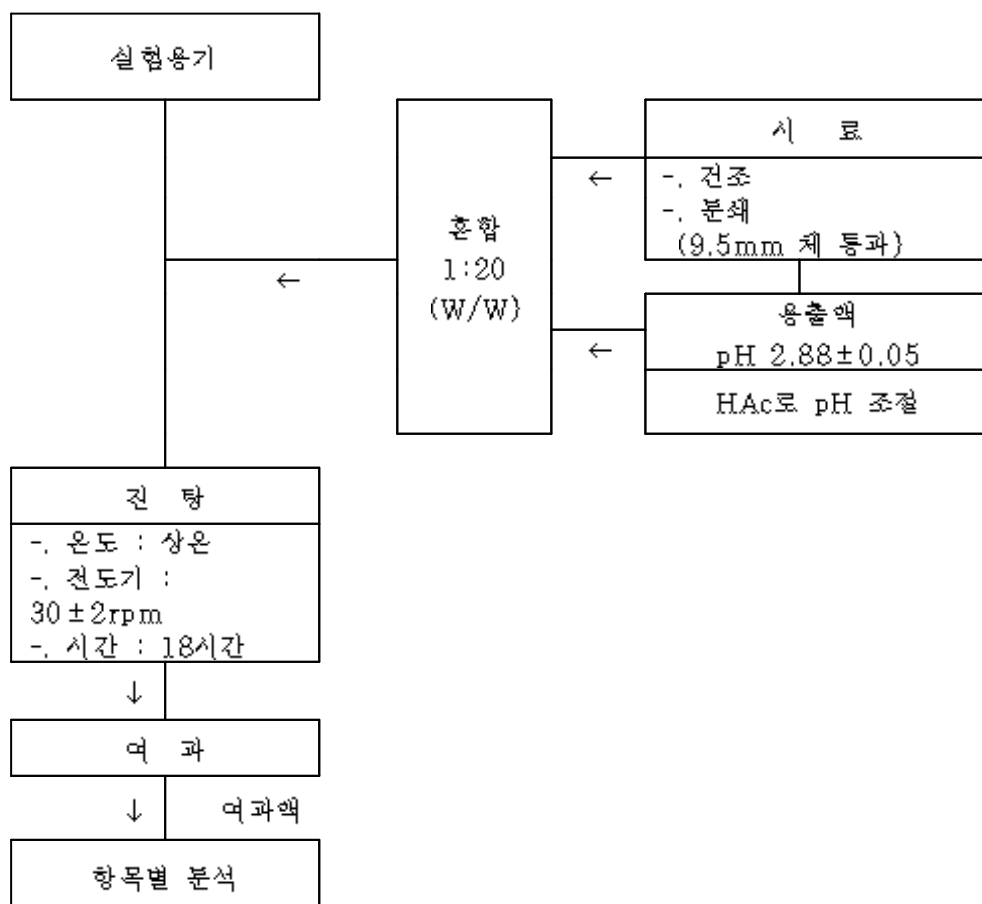 실험용기
시 료
-. 건조
-. 분쇄
(9.5mm 체 통과)
←
혼합
1:20
(W/W)
←
용출액
pH 2.88±0.05
←
HAc로 pH 조절
진 탕
-. 온도 : 상온
-. 전도기 :
30±2rpm
-. 시간 : 18시간
↓
여 과
↓ 여과액
항목별 분석